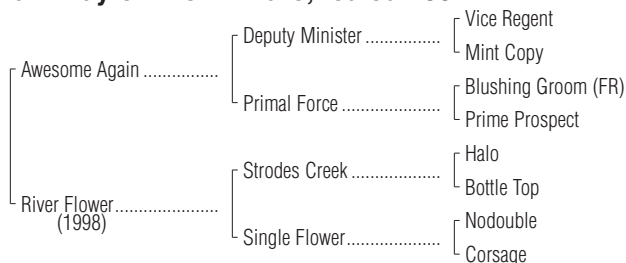 Vice Regent
Deputy Minister ................
Mint Copy
Awesome Again ................
Blushing Groom (FR)
Primal Force .....................
Prime Prospect
Halo
Strodes Creek ...................
Bottle Top
River Flower ......................
(1998)
Nodouble
Single Flower....................
Corsage